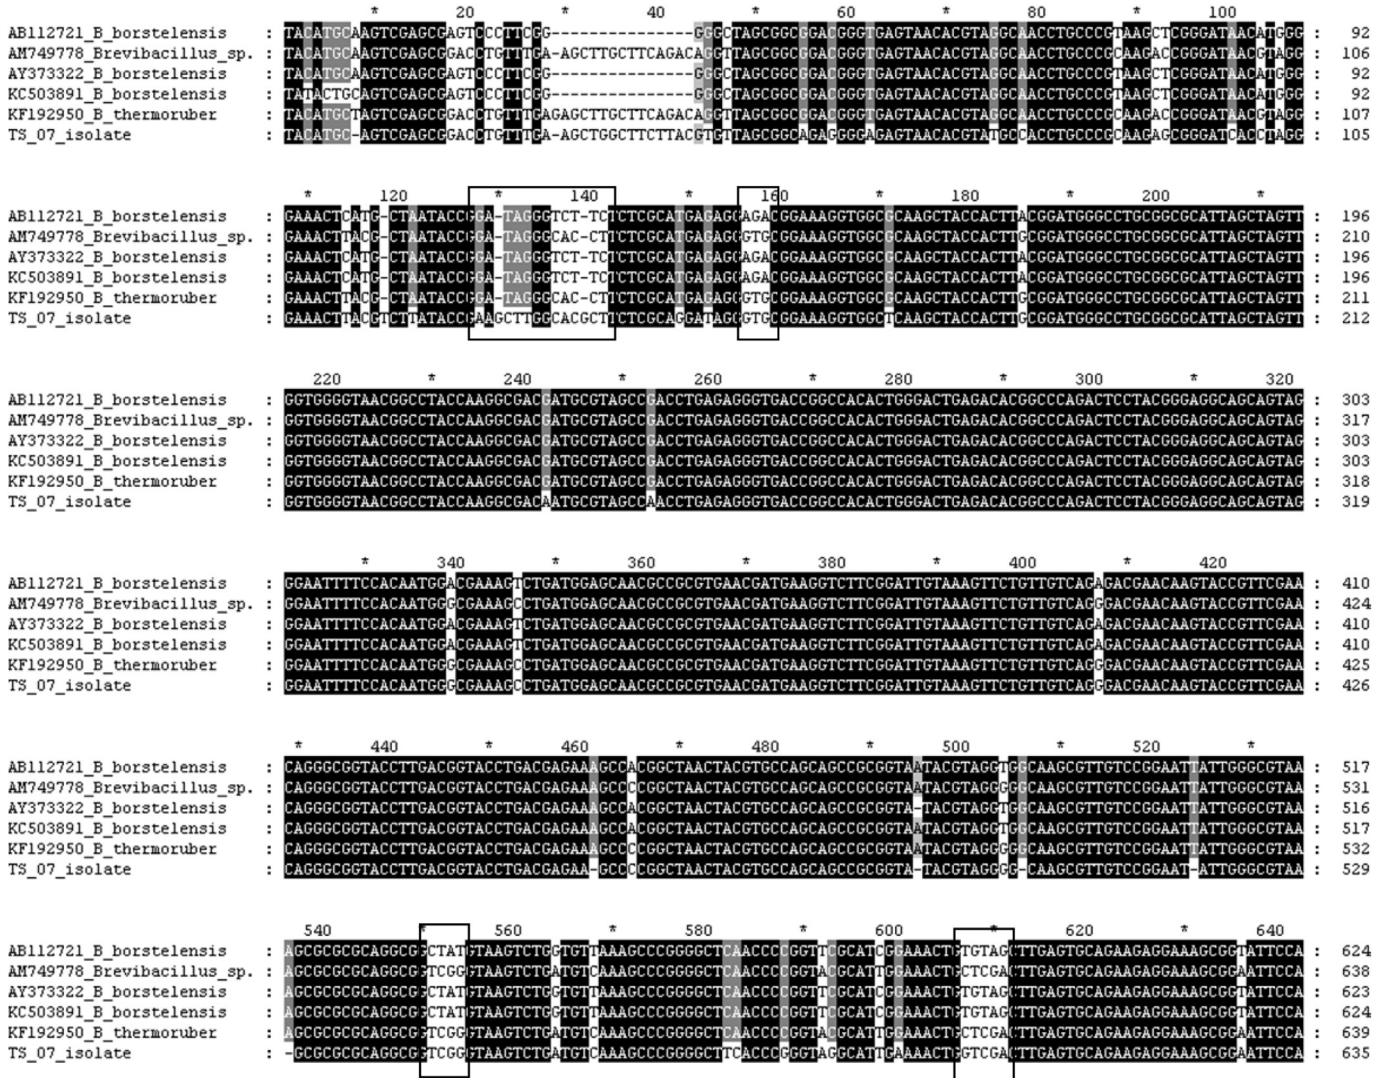 * 20 * 40 * 60 * 80 * 100
AB112721_B_borstelensis : TACATGCAAGTCGAGCGAGTCCCTTCGG---------------GGGCTAGCGGCGGACGGGTGAGTAACACGTAGGCAACCTGCCCGTAAGCTCGGGATAACATGGG : 92
AM749778_Brevibacillus_sp. : TACATGCAAGTCGAGCGGACCTGTTTGA-AGCTTGCTTCAGACAGGTTAGCGGCGGACGGGTGAGTAACACGTAGGCAACCTGCCCGCAAGACCGGGATAACTACGG : 106
AY373322_B_borstelensis : TACATGCAAGTCGAGCGAGTCCCTTCGG---------------GGGCTAGCGGCGGACGGGTGAGTAACACGTAGGCAACCTGCCCGTAAGCTCGGGATAACATGGG : 92
KC503891_B_borstelensis : TATACTGCAGTCGAGCGAGTCCCTTCGG---------------GGGCTAGCGGCGGACGGGTGAGTAACACGTAGGCAACCTGCCCGTAAGCTCGGGATAACATGGG : 92
KF192950_B_thermoruber : TACATGCTAGTCGAGCGGACCTGTTTGAGAGCTTGCTTCAGACAGGTTAGCGGCGGACGGGTGAGTAACACGTAGGCAACCTGCCCGCAAGACCGGGATAACGTAGG : 107
TS_07_isolate : TACATGC-AGTCGAGCGGACCTGTTTGA-AGCTGGCTTCTTACGTGTTAGCGGCAGAGGGGAGAGTAACACGTATGCACCCTGCCCGCAAGAGCGGGATCACCTAGG : 105
* 120 * 140 * 160 * 180 * 200 *
AB112721_B_borstelensis : GAAACTCATG-CTAATACCGGA-TAGGGTCT-TCTCTCGCATGAGAGGAGACGGAAAGGTGGCGCAAGCTACCACTTACGGATGGGCCTGCGGCGCATTAGCTAGTT : 196
AM749778_Brevibacillus_sp. : GAAACTTACG-CTAATACCGGA-TAGGGCAC-CTTCTCGCATGAGAGGGTGCGGAAAGGTGGCGCAAGCTACCACTTGCGGATGGGCCTGCGGCGCATTAGCTAGTT : 210
AY373322_B_borstelensis : GAAACTCATG-CTAATACCGGA-TAGGGTCT-TCTCTCGCATGAGAGGAGACGGAAAGGTGGCGCAAGCTACCACTTACGGATGGGCCTGCGGCGCATTAGCTAGTT : 196
KC503891_B_borstelensis : GAAACTCATG-CTAATACCGGA-TAGGGTCT-TCTCTCGCATGAGAGGAGACGGAAAGGTGGCGCAAGCTACCACTTACGGATGGGCCTGCGGCGCATTAGCTAGTT : 196
KF192950_B_thermoruber : GAAACTTACG-CTAATACCGGA-TAGGGCAC-CTTCTCGCATGAGAGGGTGCGGAAAGGTGGCGCAAGCTACCACTTGCGGATGGGCCTGCGGCGCATTAGCTAGTT : 211
TS_07_isolate : GAAACTTACGTCTTATACCGAAGCTTGGCACGCTTCTCGCAGGATAGGGTGCGGAAAGGTGGCTCAAGCTACCACTTGCGGATGGGCCTGCGGCGCATTAGCTAGTT : 212
220 * 240 * 260 * 280 * 300 * 320
AB112721_B_borstelensis : GGTGGGGTAACGGCCTACCAAGGCGACGATGCGTAGCCGACCTGAGAGGGTGACCGGCCACACTGGGACTGAGACACGGCCCAGACTCCTACGGGAGGCAGCAGTAG : 303
AM749778_Brevibacillus_sp. : GGTGGGGTAACGGCCTACCAAGGCGACGATGCGTAGCCGACCTGAGAGGGTGACCGGCCACACTGGGACTGAGACACGGCCCAGACTCCTACGGGAGGCAGCAGTAG : 317
AY373322_B_borstelensis : GGTGGGGTAACGGCCTACCAAGGCGACGATGCGTAGCCGACCTGAGAGGGTGACCGGCCACACTGGGACTGAGACACGGCCCAGACTCCTACGGGAGGCAGCAGTAG : 303
KC503891_B_borstelensis : GGTGGGGTAACGGCCTACCAAGGCGACGATGCGTAGCCGACCTGAGAGGGTGACCGGCCACACTGGGACTGAGACACGGCCCAGACTCCTACGGGAGGCAGCAGTAG : 303
KF192950_B_thermoruber : GGTGGGGTAACGGCCTACCAAGGCGACGATGCGTAGCCGACCTGAGAGGGTGACCGGCCACACTGGGACTGAGACACGGCCCAGACTCCTACGGGAGGCAGCAGTAG : 318
TS_07_isolate : GGTGGGGTAACGGCCTACCAAGGCGACAATGCGTAGCCAACCTGAGAGGGTGACCGGCCACACTGGGACTGAGACACGGCCCAGACTCCTACGGGAGGCAGCAGTAG : 319
* 340 * 360 * 380 * 400 * 420
AB112721_B_borstelensis : GGAATTTTCCACAATGGACGAAAGTCTGATGGAGCAACGCCGCGTGAACGATGAAGGTCTTCGGATTGTAAAGTTCTGTTGTCAGAGACGAACAAGTACCGTTCGAA : 410
AM749778_Brevibacillus_sp. : GGAATTTTCCACAATGGGCGAAAGCCTGATGGAGCAACGCCGCGTGAACGATGAAGGTCTTCGGATTGTAAAGTTCTGTTGTCAGGGACGAACAAGTACCGTTCGAA : 424
AY373322_B_borstelensis : GGAATTTTCCACAATGGACGAAAGTCTGATGGAGCAACGCCGCGTGAACGATGAAGGTCTTCGGATTGTAAAGTTCTGTTGTCAGAGACGAACAAGTACCGTTCGAA : 410
KC503891_B_borstelensis : GGAATTTTCCACAATGGACGAAAGTCTGATGGAGCAACGCCGCGTGAACGATGAAGGTCTTCGGATTGTAAAGTTCTGTTGTCAGAGACGAACAAGTACCGTTCGAA : 410
KF192950_B_thermoruber : GGAATTTTCCACAATGGGCGAAAGCCTGATGGAGCAACGCCGCGTGAACGATGAAGGTCTTCGGATTGTAAAGTTCTGTTGTCAGGGACGAACAAGTACCGTTCGAA : 425
TS_07_isolate : GGAATTTTCCACAATGGGCGAAAGCCTGATGGAGCAACGCCGCGTGAACGATGAAGGTCTTCGGATTGTAAAGTTCTGTTGTCAGGGACGAACAAGTACCGTTCGAA : 426
* 440 * 460 * 480 * 500 * 520 *
AB112721_B_borstelensis : CAGGGCGGTACCTTGACGGTACCTGACGAGAAAGCCACGGCTAACTACGTGCCAGCAGCCGCGGTAATACGTAGGTGGCAAGCGTTGTCCGGAATTATTGGGCGTAA : 517
AM749778_Brevibacillus_sp. : CAGGGCGGTACCTTGACGGTACCTGACGAGAAAGCCCCGGCTAACTACGTGCCAGCAGCCGCGGTAATACGTAGGGGGCAAGCGTTGTCCGGAATTATTGGGCGTAA : 531
AY373322_B_borstelensis : CAGGGCGGTACCTTGACGGTACCTGACGAGAAAGCCACGGCTAACTACGTGCCAGCAGCCGCGGTA-TACGTAGGTGGCAAGCGTTGTCCGGAATTATTGGGCGTAA : 516
KC503891_B_borstelensis : CAGGGCGGTACCTTGACGGTACCTGACGAGAAAGCCACGGCTAACTACGTGCCAGCAGCCGCGGTAATACGTAGGTGGCAAGCGTTGTCCGGAATTATTGGGCGTAA : 517
KF192950_B_thermoruber : CAGGGCGGTACCTTGACGGTACCTGACGAGAAAGCCCCGGCTAACTACGTGCCAGCAGCCGCGGTAATACGTAGGGGGCAAGCGTTGTCCGGAATTATTGGGCGTAA : 532
TS_07_isolate : CAGGGCGGTACCTTGACGGTACCTGACGAGAA-GCCCCGGCTAACTACGTGCCAGCAGCCGCGGTA-TACGTAGGGG-CAAGCGTTGTCCGGAAT-ATTGGGCGTAA : 529
540 * 560 * 580 * 600 * 620 * 640
AB112721_B_borstelensis : AGCGCGCGCAGGCGGCTATGTAAGTCTGGTGTTAAAGCCCGGGGCTCAACCCCGGTTCGCATCGGAAACTGTGTAGCTTGAGTGCAGAAGAGGAAAGCGGTATTCCA : 624
AM749778_Brevibacillus_sp. : AGCGCGCGCAGGCGGTCGGGTAAGTCTGATGTCAAAGCCCGGGGCTCAACCCCGGTACGCATTGGAAACTGCTCGACTTGAGTGCAGAAGAGGAAAGCGGAATTCCA : 638
AY373322_B_borstelensis : AGCGCGCGCAGGCGGCTATGTAAGTCTGGTGTTAAAGCCCGGGGCTCAACCCCGGTTCGCATCGGAAACTGTGTAGCTTGAGTGCAGAAGAGGAAAGCGGTATTCCA : 623
KC503891_B_borstelensis : AGCGCGCGCAGGCGGCTATGTAAGTCTGGTGTTAAAGCCCGGGGCTCAACCCCGGTTCGCATCGGAAACTGTGTAGCTTGAGTGCAGAAGAGGAAAGCGGTATTCCA : 624
KF192950_B_thermoruber : AGCGCGCGCAGGCGGTCGGGTAAGTCTGATGTCAAAGCCCGGGGCTCAACCCCGGTACGCATTGGAAACTGCTCGACTTGAGTGCAGAAGAGGAAAGCGGAATTCCA : 639
TS_07_isolate : -GCGCGCGCAGGCGGTCGGGTAAGTCTGATGTCAAAGCCCGGGGCTTCACCCGGGTAGGCATTGAAAACTGGTCGACTTGAGTGCAGAAGAGGAAAGCGGAATTCCA : 635